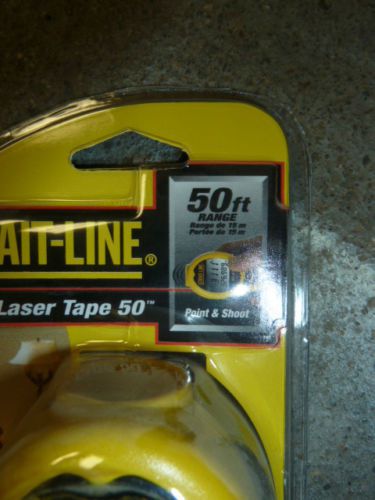 50ft
RANGE
Range de 15 m
Portée de 15 m
AIT-LINE®
Laser Tape 50™
Point & Shoot